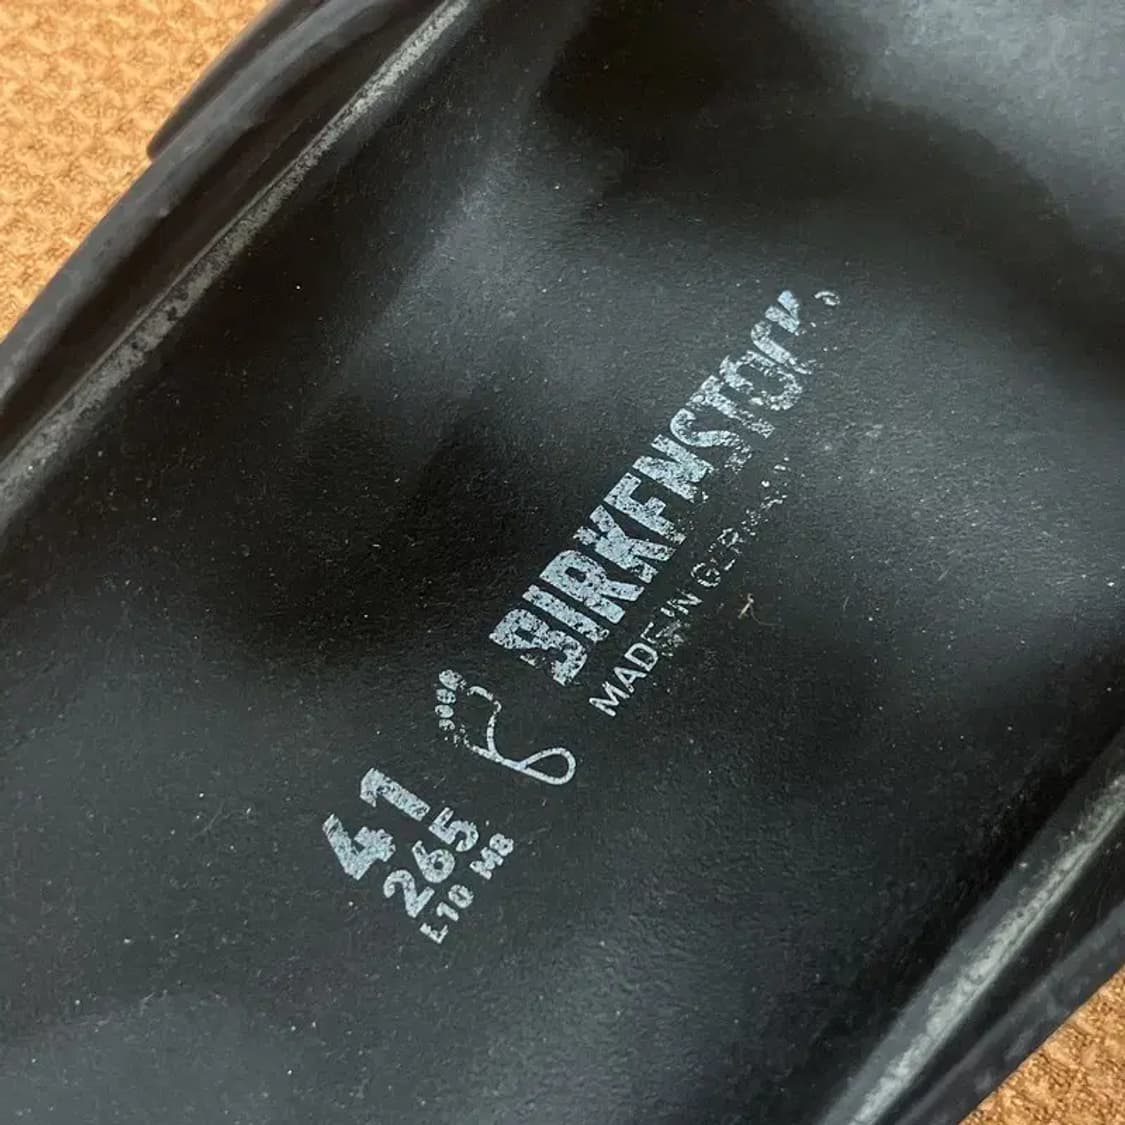 BIRKENSTOCK
MADE IN GERMANY
41
265
L10 M8